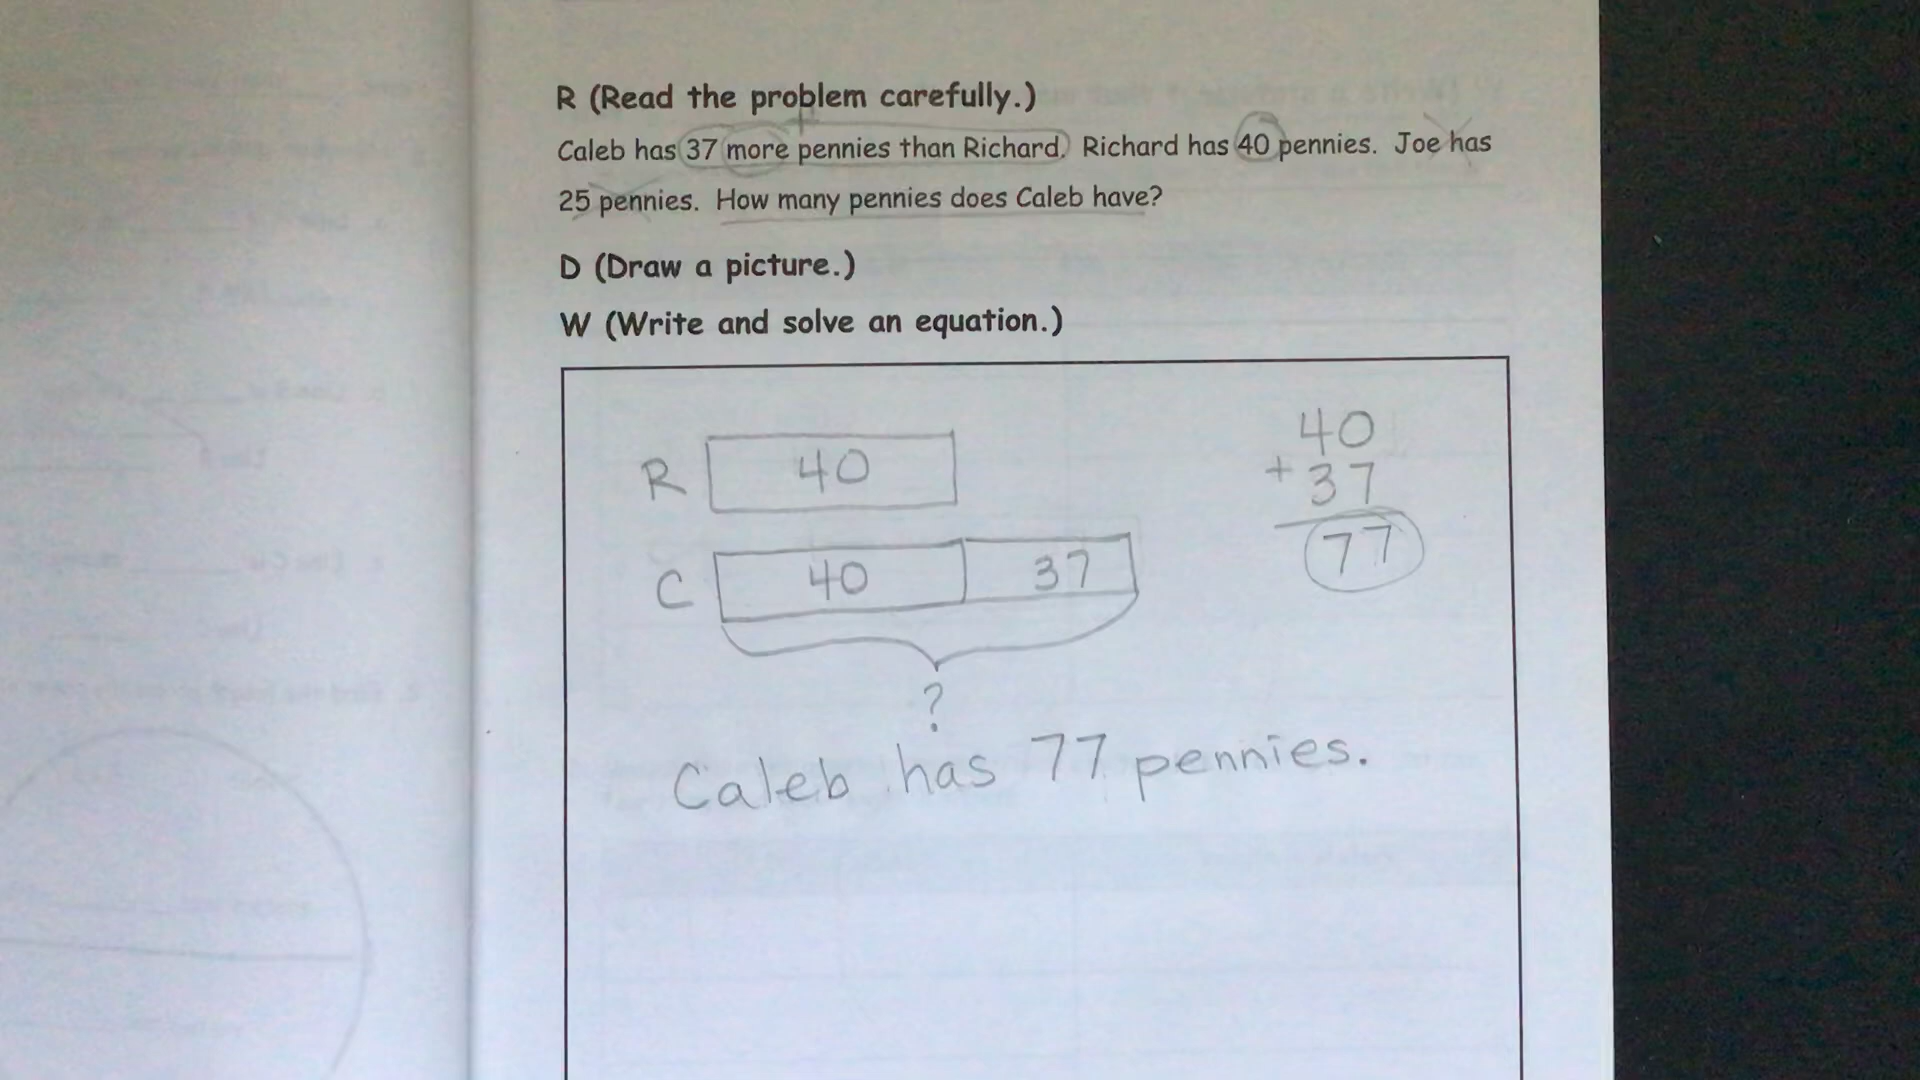 R (Read the problem carefully.)
+
Caleb has 37 more pennies than Richard. Richard has 40 pennies. Joe has
25 pennies. How many pennies does Caleb have?
D (Draw a picture.)
W (Write and solve an equation.)
R 40
C 40 37
?
40
+ 37
77
Caleb has 77 pennies.